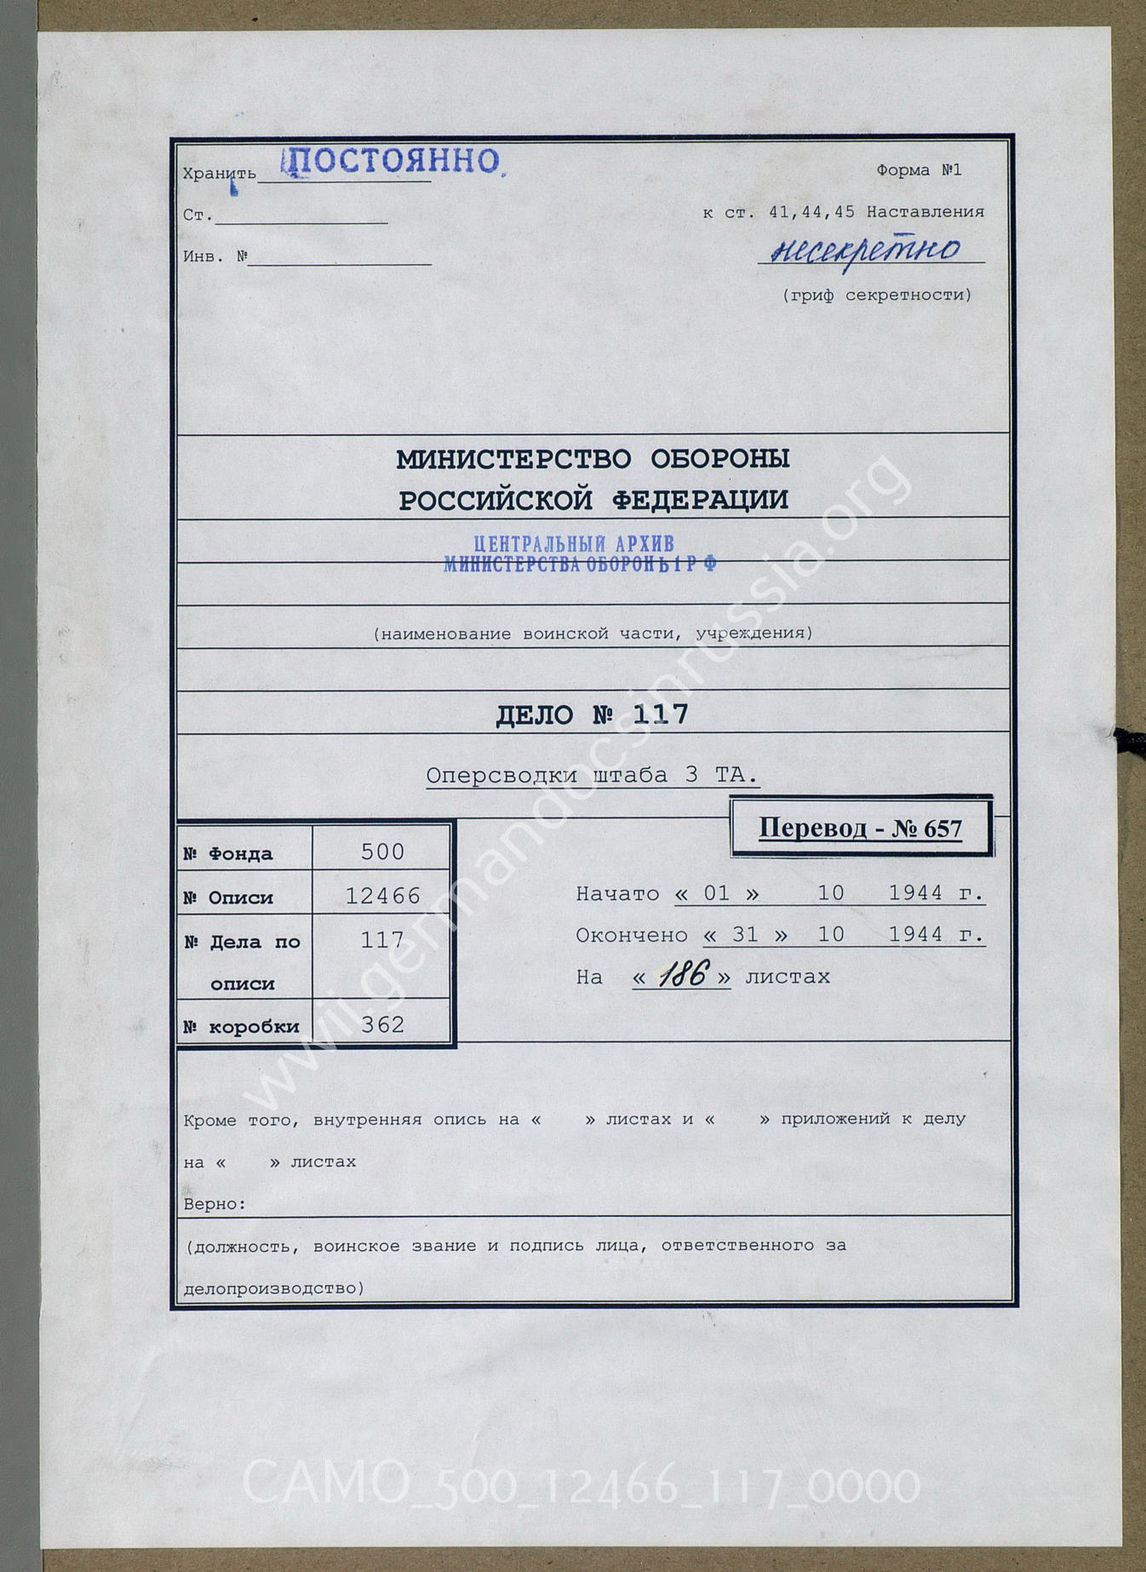 Хранить ПОСТОЯННО
Форма №1
Ст.
к ст. 41,44,45 Наставления
Инв. №
несекретно
(гриф секретности)
МИНИСТЕРСТВО ОБОРОНЫ
РОССИЙСКОЙ ФЕДЕРАЦИИ
ЦЕНТРАЛЬНЫЙ АРХИВ
МИНИСТЕРСТВА ОБОРОНЫ РФ
(наименование воинской части, учреждения)
ДЕЛО № 117
Оперсводки штаба 3 ТА.
Перевод - № 657
№ Фонда 500
№ Описи 12466
№ Дела по описи 117
№ коробки 362
Начато « 01 » 10 1944 г.
Окончено « 31 » 10 1944 г.
На « 186 » листах
Кроме того, внутренняя опись на « » листах и « » приложений к делу
на « » листах
Верно:
(должность, воинское звание и подпись лица, ответственного за
делопроизводство)
wwii.germandocsinrussia.org
CAMO_500_12466_117_0000